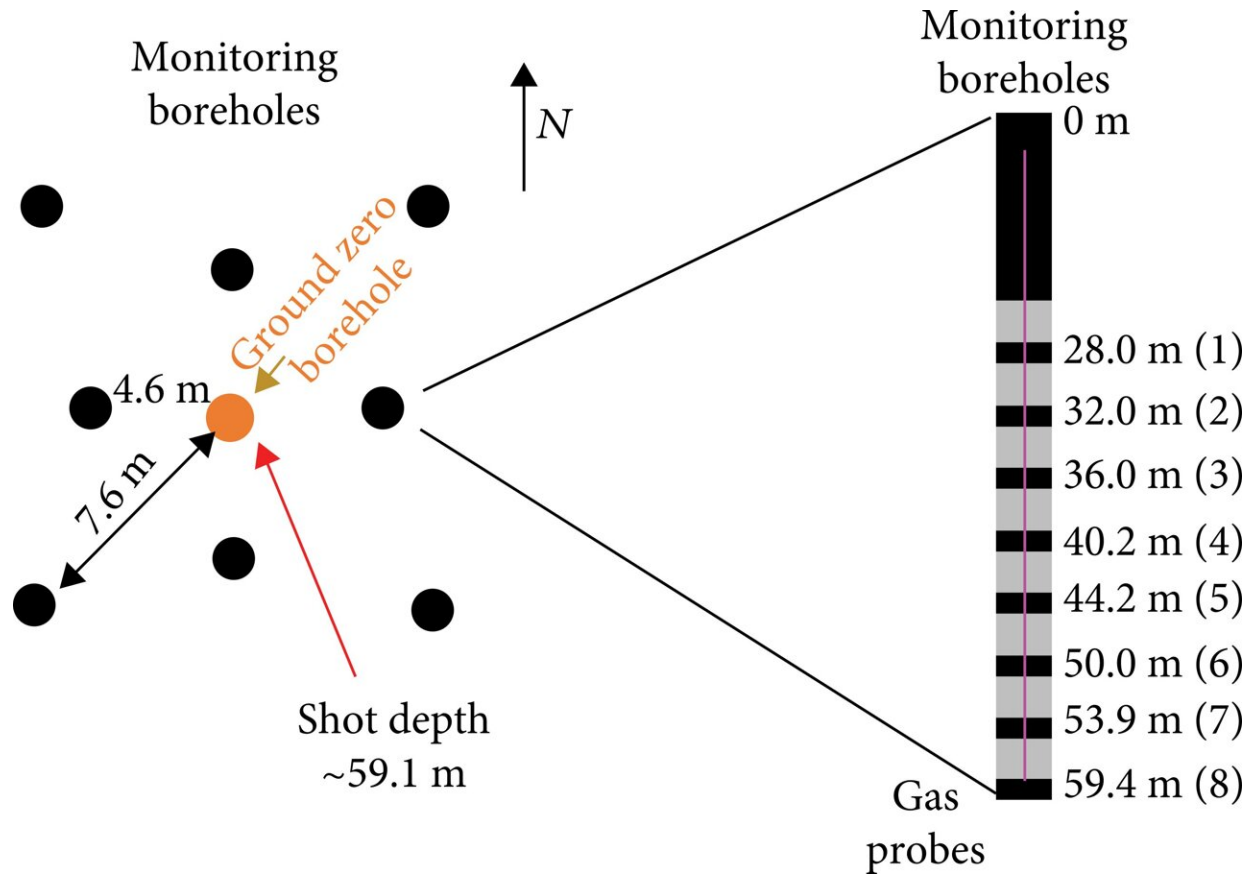 Monitoring
boreholes
N
Ground zero
borehole
4.6 m
7.6 m
Shot depth
~59.1 m
Monitoring
boreholes
0 m
28.0 m (1)
32.0 m (2)
36.0 m (3)
40.2 m (4)
44.2 m (5)
50.0 m (6)
53.9 m (7)
59.4 m (8)
Gas
probes